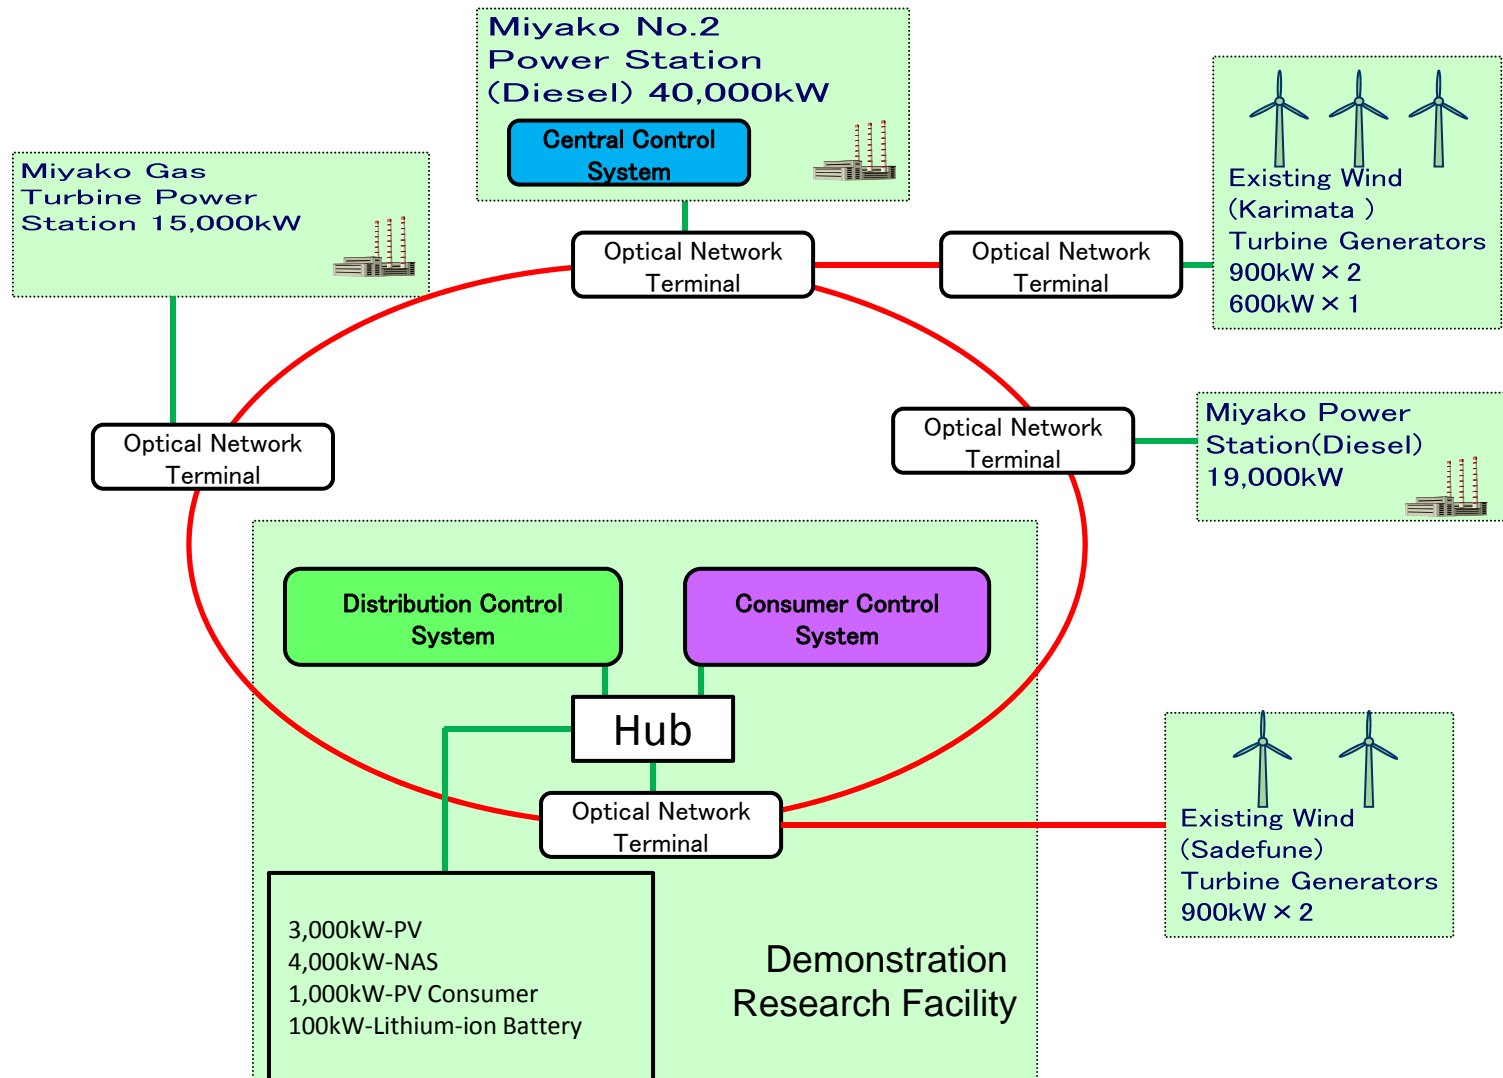 Miyako No.2
Power Station
(Diesel) 40,000kW
Central Control
System
Miyako Gas
Turbine Power
Station 15,000kW
Existing Wind
(Karimata )
Turbine Generators
900kW × 2
600kW × 1
Optical Network
Terminal
Optical Network
Terminal
Optical Network
Terminal
Optical Network
Terminal
Miyako Power
Station(Diesel)
19,000kW
Distribution Control
System
Consumer Control
System
Hub
Optical Network
Terminal
Existing Wind
(Sadefune)
Turbine Generators
900kW × 2
3,000kW-PV
4,000kW-NAS
1,000kW-PV Consumer
100kW-Lithium-ion Battery
Demonstration
Research Facility